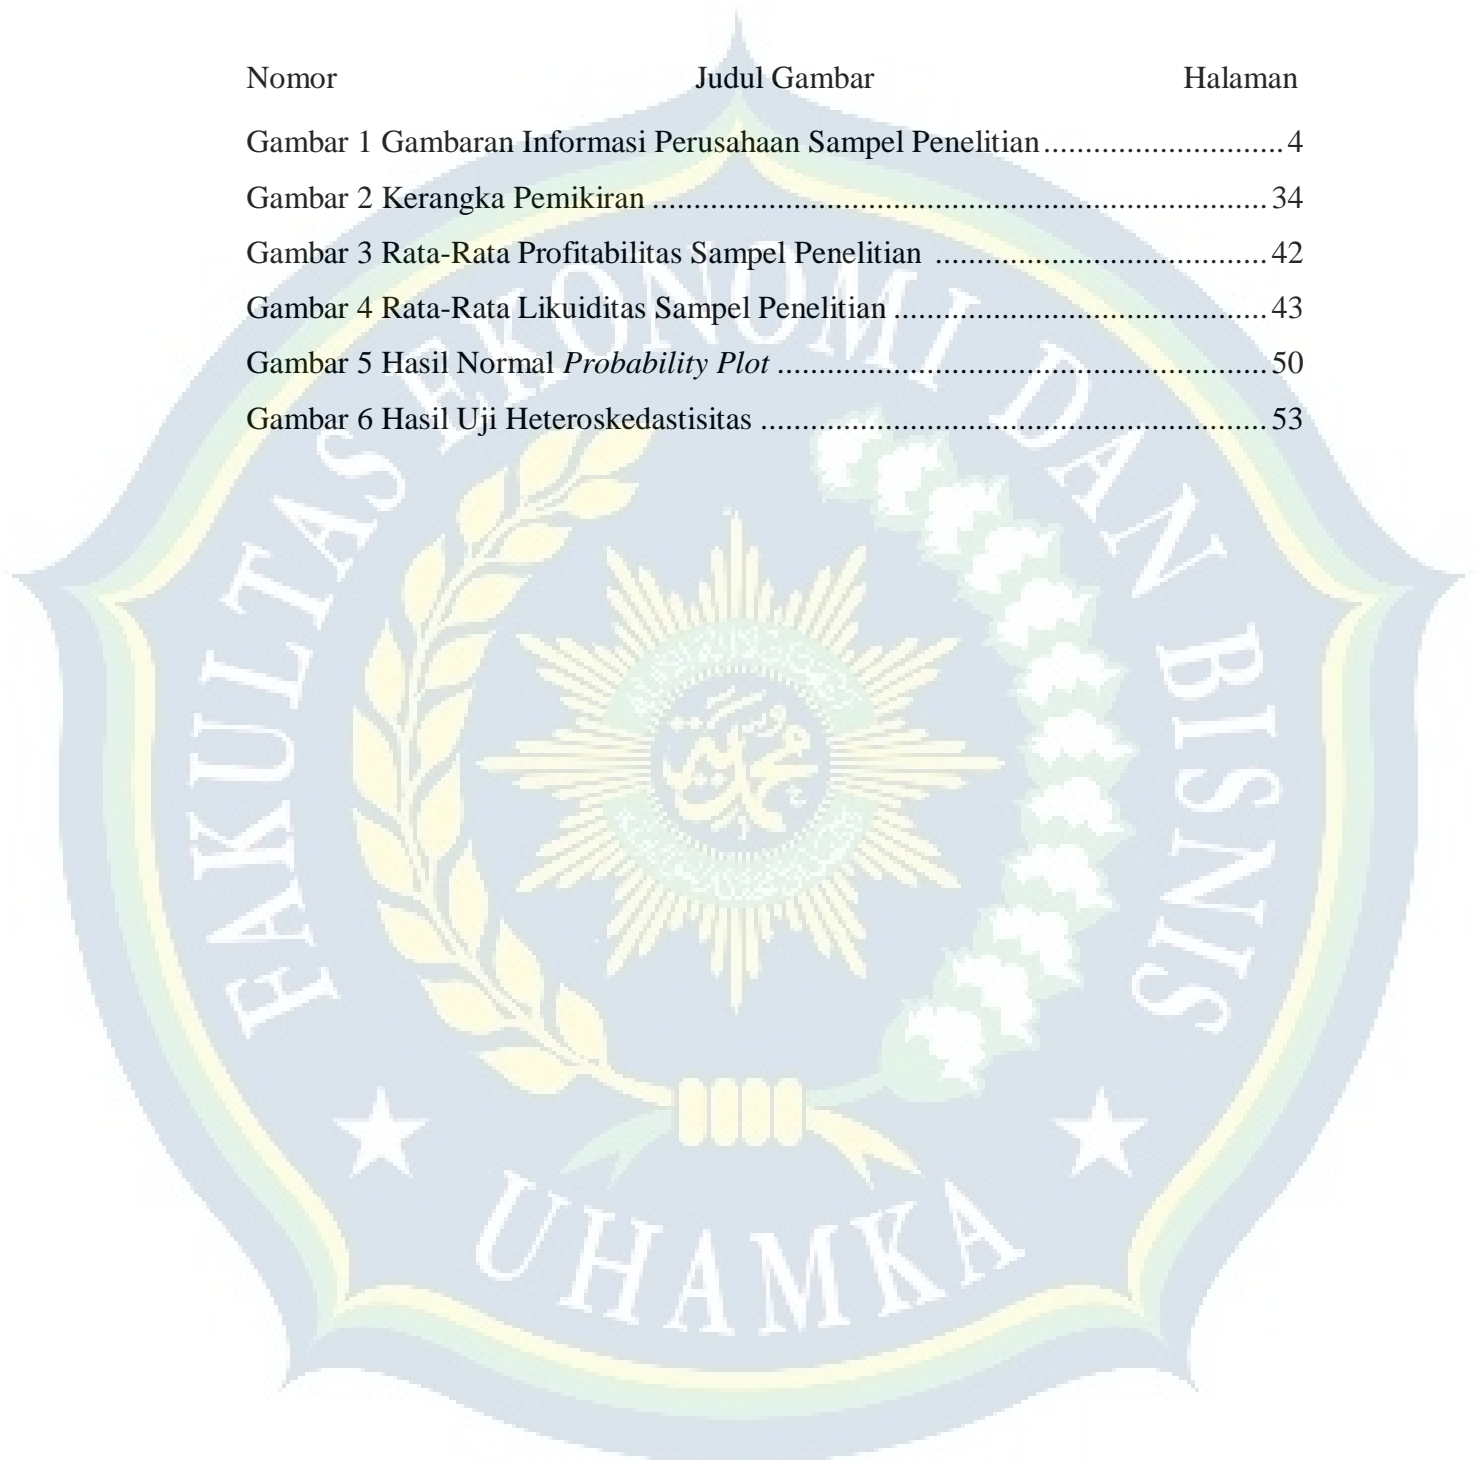 Nomor Judul Gambar Halaman
Gambar 1 Gambaran Informasi Perusahaan Sampel Penelitian............................4
Gambar 2 Kerangka Pemikiran ..........................................................................34
Gambar 3 Rata-Rata Profitabilitas Sampel Penelitian ........................................42
Gambar 4 Rata-Rata Likuiditas Sampel Penelitian .............................................43
Gambar 5 Hasil Normal Probability Plot ...........................................................50
Gambar 6 Hasil Uji Heteroskedastisitas .............................................................53
FAKULTAS EKONOMI DAN BISNIS
محمدية
UHAMKA